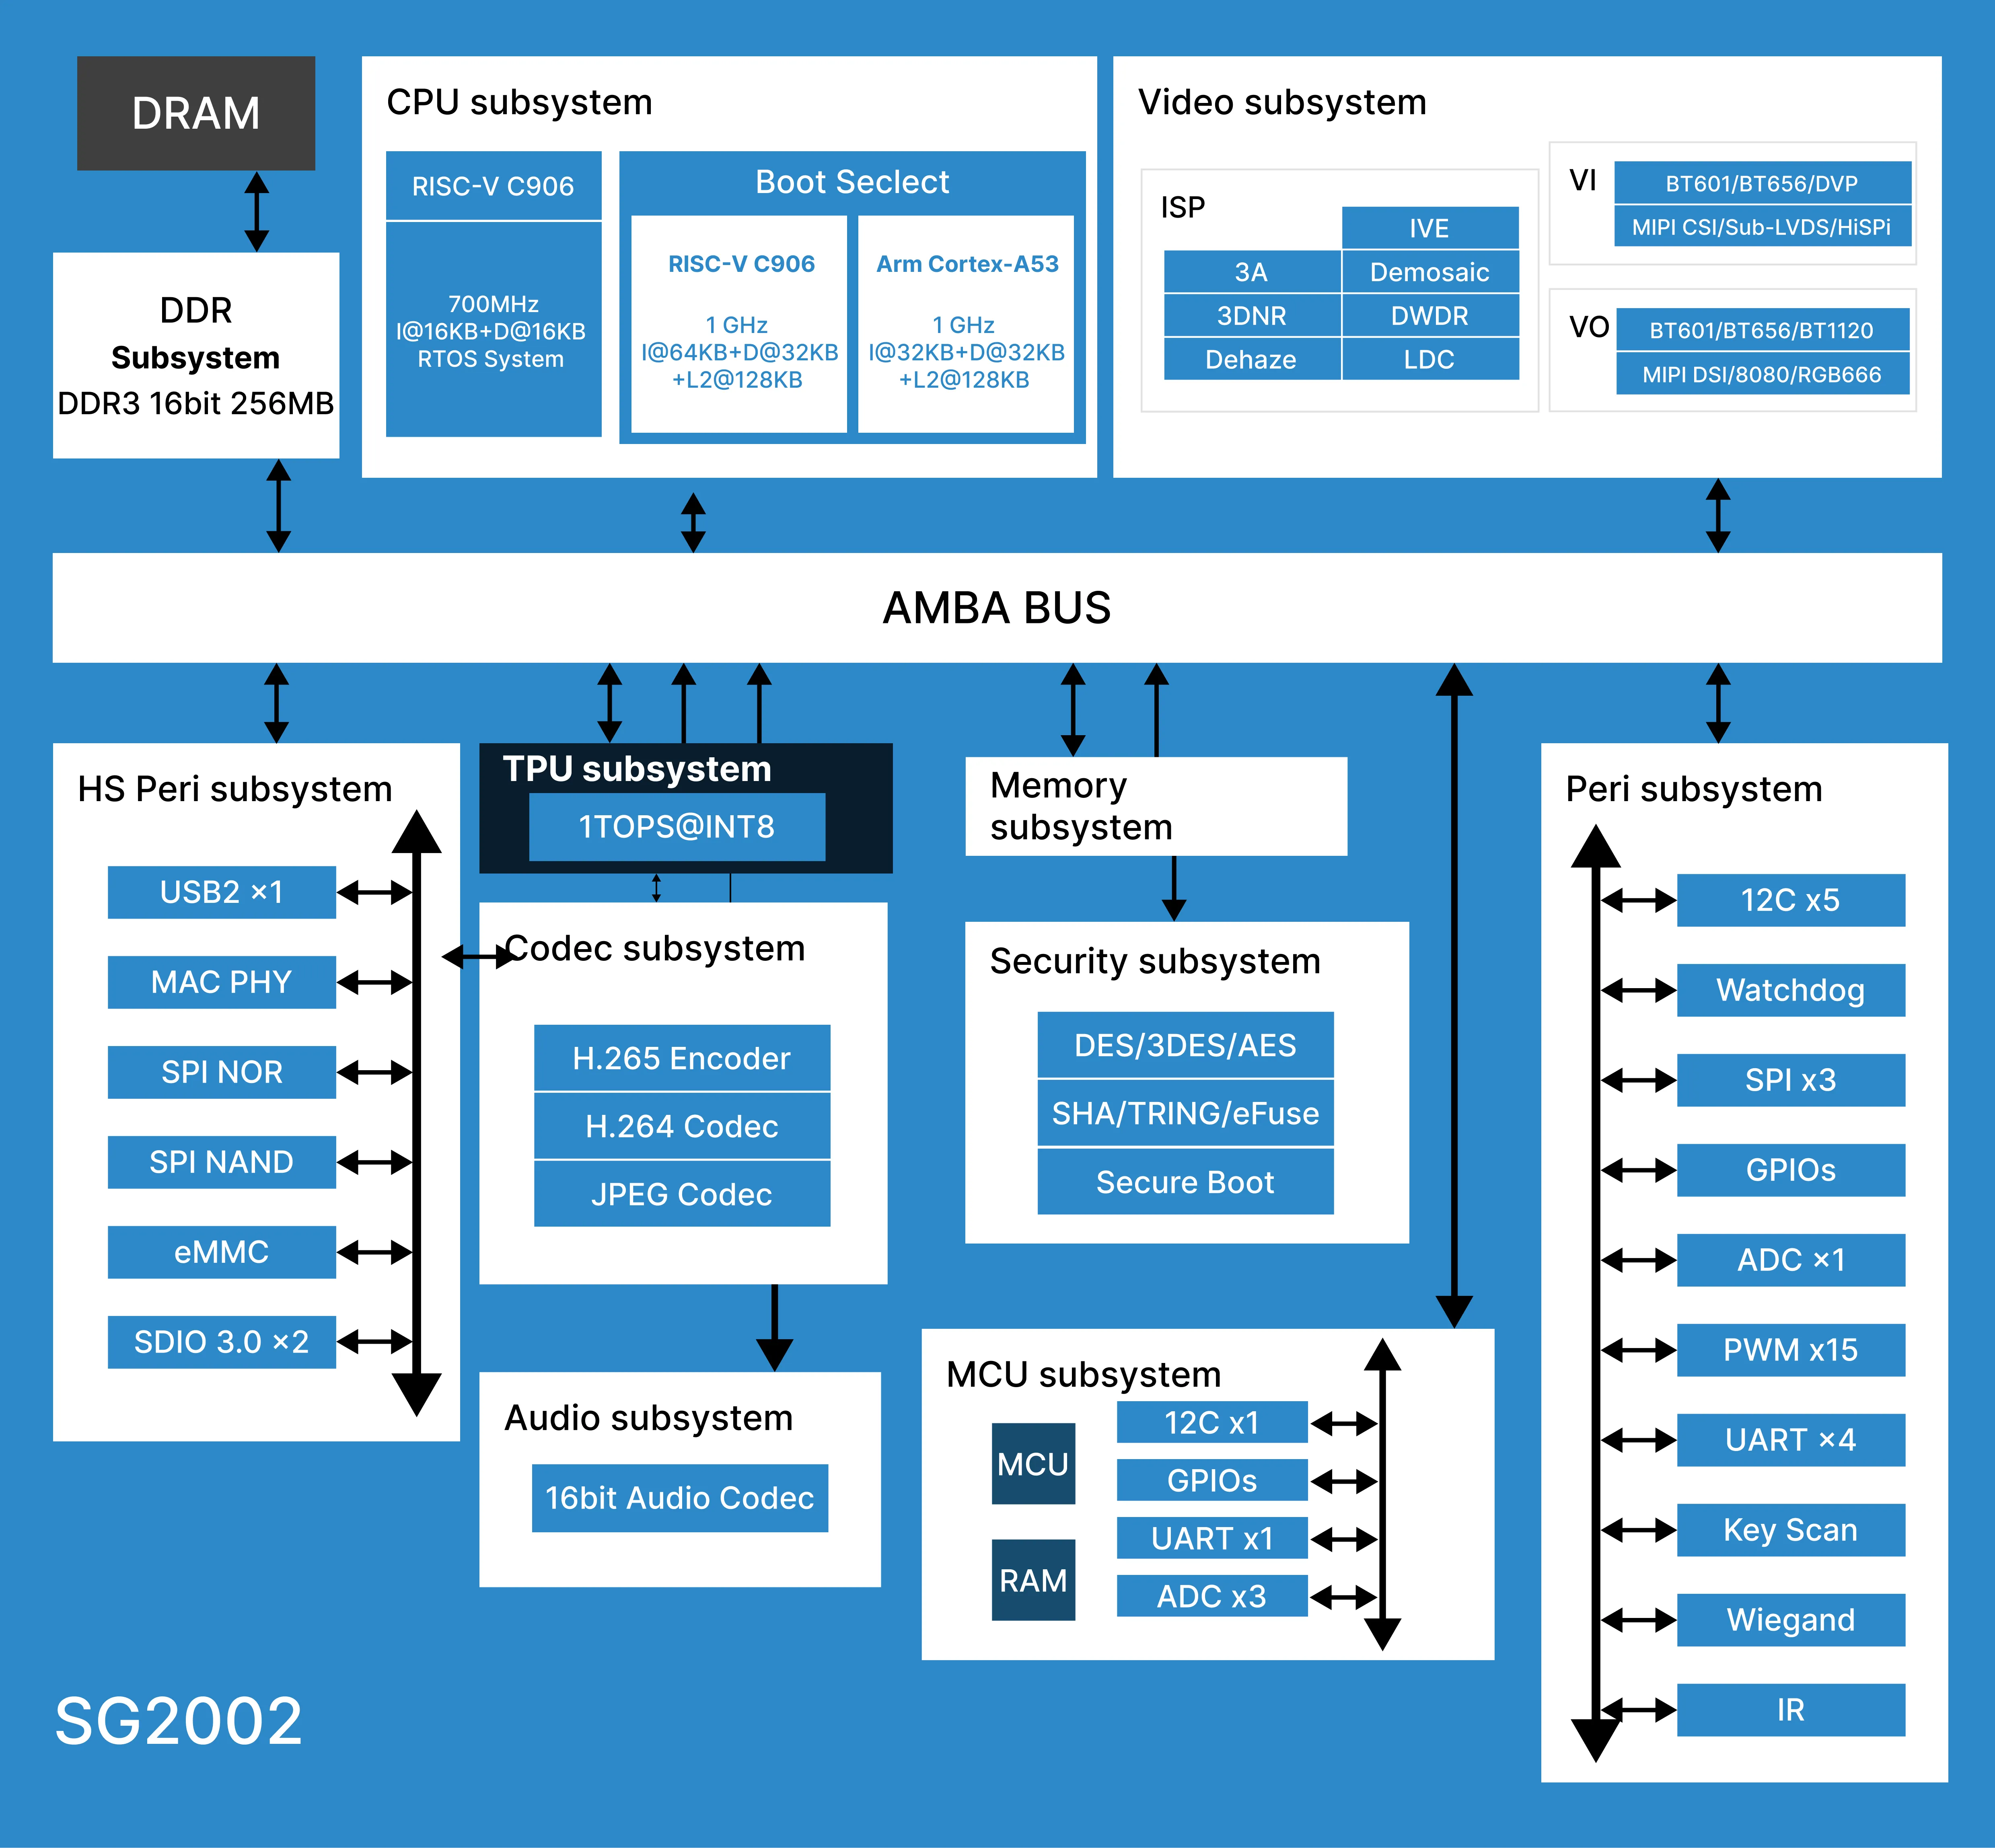 DRAM
DDR
Subsystem
DDR3 16bit 256MB
CPU subsystem
RISC-V C906
700MHz
I@16KB+D@16KB
RTOS System
Boot Seclect
RISC-V C906
1 GHz
I@64KB+D@32KB
+L2@128KB
Arm Cortex-A53
1 GHz
I@32KB+D@32KB
+L2@128KB
Video subsystem
ISP
IVE
3A
Demosaic
3DNR
DWDR
Dehaze
LDC
VI
BT601/BT656/DVP
MIPI CSI/Sub-LVDS/HiSPi
VO
BT601/BT656/BT1120
MIPI DSI/8080/RGB666
AMBA BUS
HS Peri subsystem
USB2 ×1
MAC PHY
SPI NOR
SPI NAND
eMMC
SDIO 3.0 ×2
TPU subsystem
1TOPS@INT8
Codec subsystem
H.265 Encoder
H.264 Codec
JPEG Codec
Audio subsystem
16bit Audio Codec
Memory
subsystem
Security subsystem
DES/3DES/AES
SHA/TRING/eFuse
Secure Boot
MCU subsystem
MCU
RAM
12C x1
GPIOs
UART x1
ADC x3
Peri subsystem
12C x5
Watchdog
SPI x3
GPIOs
ADC ×1
PWM x15
UART ×4
Key Scan
Wiegand
IR
SG2002